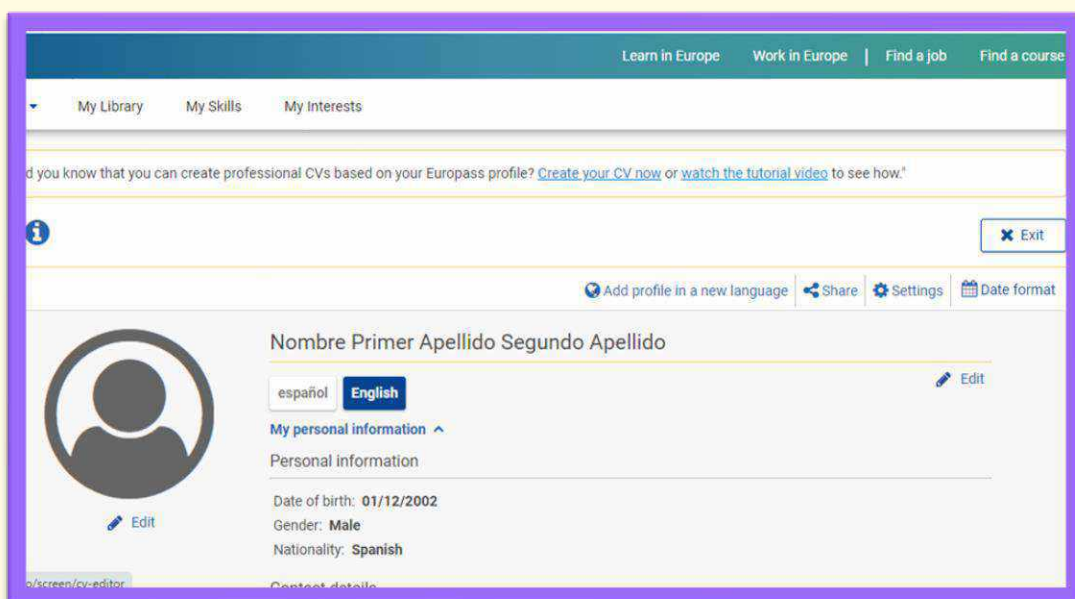 Learn in Europe Work in Europe | Find a job Find a course
My Library My Skills My Interests
d you know that you can create professional CVs based on your Europass profile? Create your CV now or watch the tutorial video to see how."
Exit
Add profile in a new language Share Settings Date format
Nombre Primer Apellido Segundo Apellido
Edit
español English
My personal information
Personal information
Date of birth: 01/12/2002
Edit
Gender: Male
Nationality: Spanish
o/screen/cv-editor
Contact details